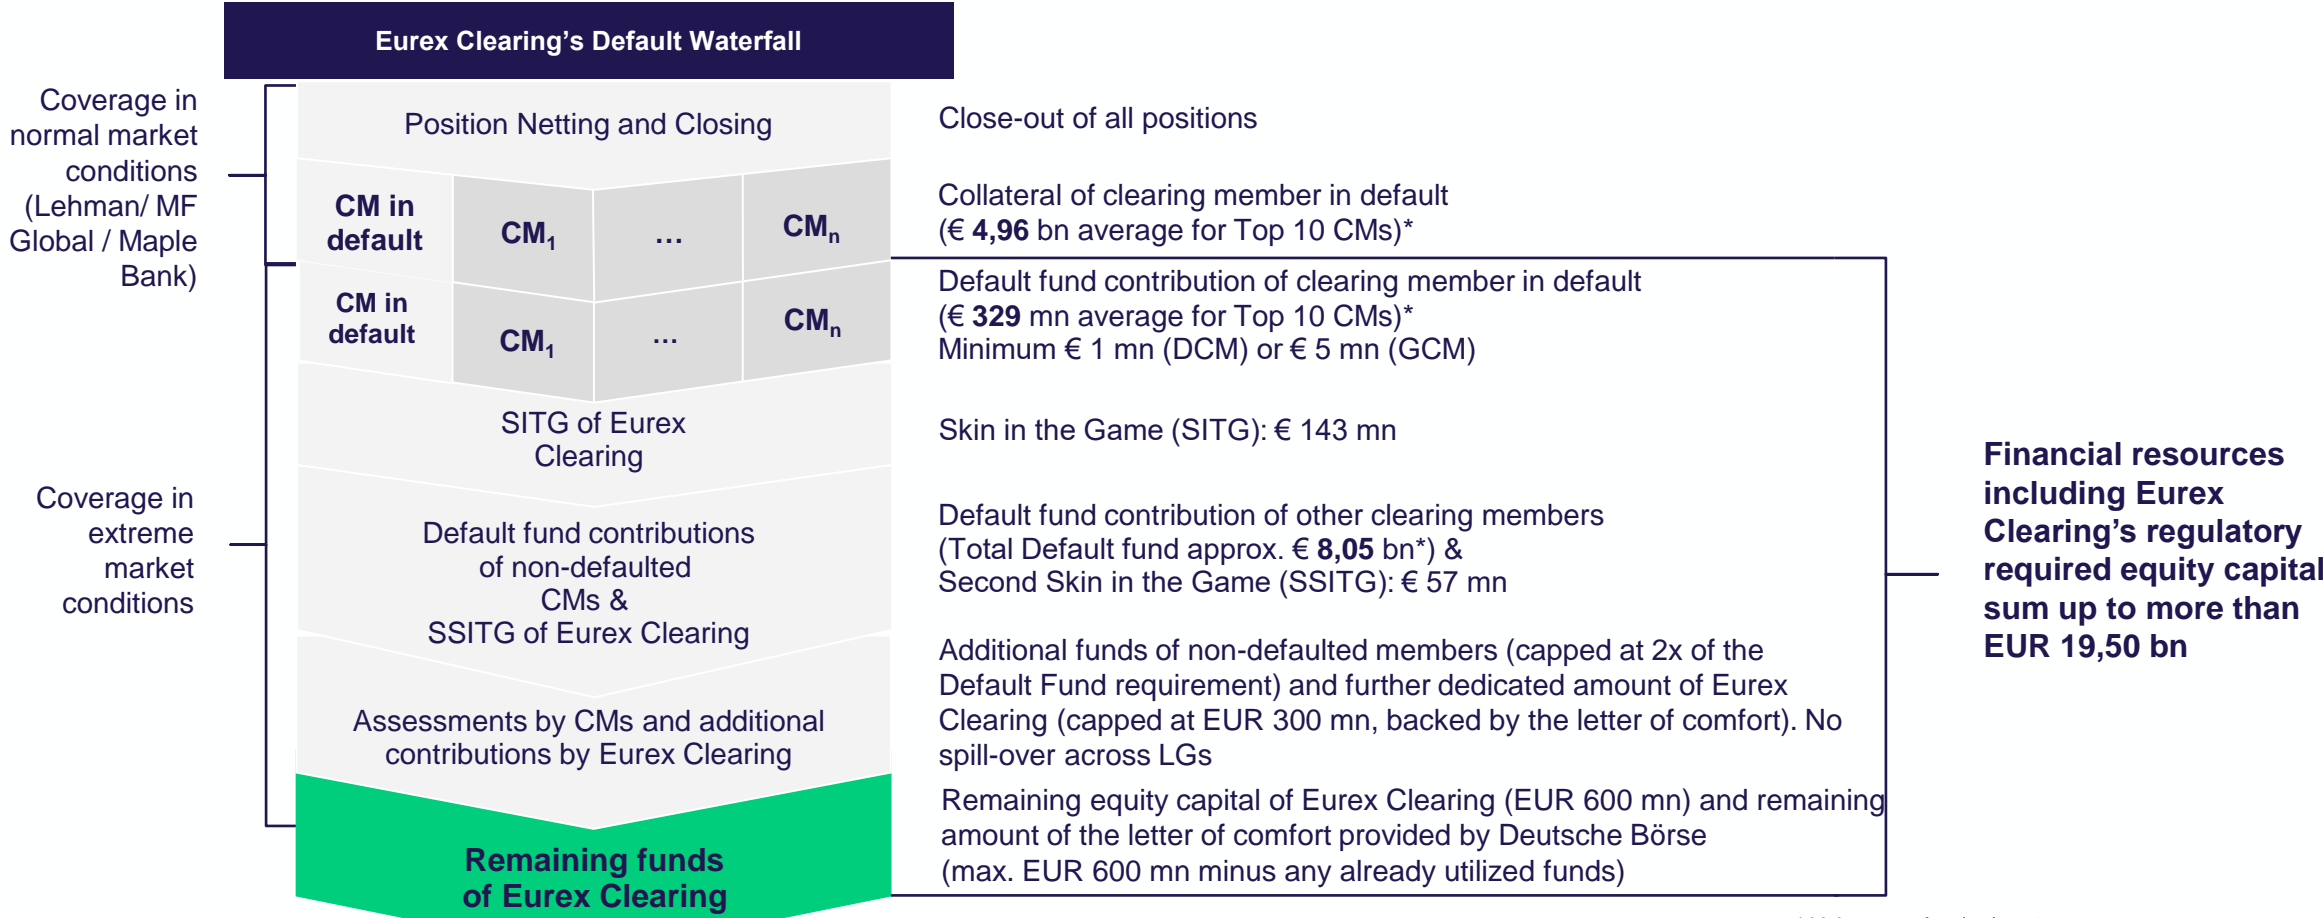 Eurex Clearing’s Default Waterfall
Coverage in
normal market
conditions
(Lehman/ MF
Global / Maple
Bank)
Position Netting and Closing
Close-out of all positions
CM in
default
CM1
...
CMn
Collateral of clearing member in default
(€ 4,96 bn average for Top 10 CMs)*
CM in
default
CM1
...
CMn
Default fund contribution of clearing member in default
(€ 329 mn average for Top 10 CMs)*
Minimum € 1 mn (DCM) or € 5 mn (GCM)
SITG of Eurex
Clearing
Skin in the Game (SITG): € 143 mn
Coverage in
extreme
market
conditions
Default fund contributions
of non-defaulted
CMs &
SSITG of Eurex Clearing
Default fund contribution of other clearing members
(Total Default fund approx. € 8,05 bn*) &
Second Skin in the Game (SSITG): € 57 mn
Assessments by CMs and additional
contributions by Eurex Clearing
Additional funds of non-defaulted members (capped at 2x of the
Default Fund requirement) and further dedicated amount of Eurex
Clearing (capped at EUR 300 mn, backed by the letter of comfort). No
spill-over across LGs
Remaining funds
of Eurex Clearing
Remaining equity capital of Eurex Clearing (EUR 600 mn) and remaining
amount of the letter of comfort provided by Deutsche Börse
(max. EUR 600 mn minus any already utilized funds)
Financial resources
including Eurex
Clearing’s regulatory
required equity capital
sum up to more than
EUR 19,50 bn